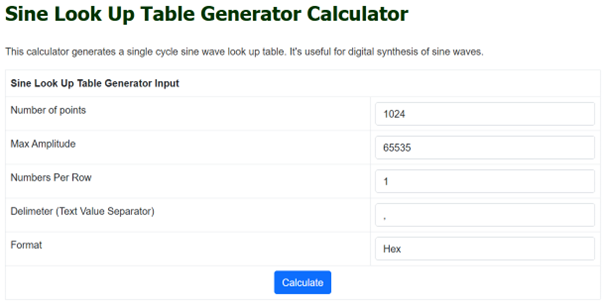 Sine Look Up Table Generator Calculator
This calculator generates a single cycle sine wave look up table. It's useful for digital synthesis of sine waves.
Sine Look Up Table Generator Input
Number of points 1024
Max Amplitude 65535
Numbers Per Row 1
Delimeter (Text Value Separator) ,
Format Hex
Calculate